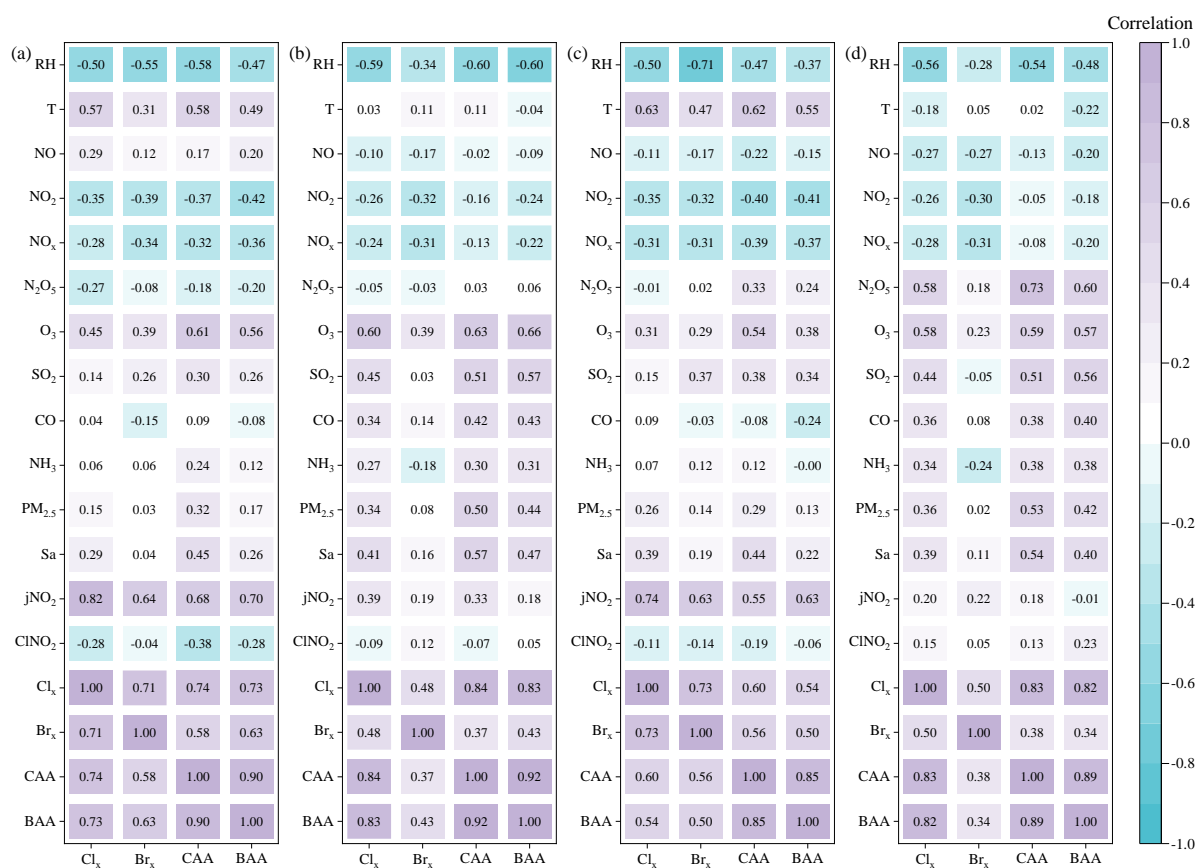 Correlation
(a) (b) (c) (d)
RH -0.50 -0.55 -0.58 -0.47 RH -0.59 -0.34 -0.60 -0.60 RH -0.50 -0.71 -0.47 -0.37 RH -0.56 -0.28 -0.54 -0.48 1.0
T 0.57 0.31 0.58 0.49 T 0.03 0.11 0.11 -0.04 T 0.63 0.47 0.62 0.55 T -0.18 0.05 0.02 -0.22 0.8
NO 0.29 0.12 0.17 0.20 NO -0.10 -0.17 -0.02 -0.09 NO -0.11 -0.17 -0.22 -0.15 NO -0.27 -0.27 -0.13 -0.20
NO₂ -0.35 -0.39 -0.37 -0.42 NO₂ -0.26 -0.32 -0.16 -0.24 NO₂ -0.35 -0.32 -0.40 -0.41 NO₂ -0.26 -0.30 -0.05 -0.18 0.6
NOₓ -0.28 -0.34 -0.32 -0.36 NOₓ -0.24 -0.31 -0.13 -0.22 NOₓ -0.31 -0.31 -0.39 -0.37 NOₓ -0.28 -0.31 -0.08 -0.20
N₂O₅ -0.27 -0.08 -0.18 -0.20 N₂O₅ -0.05 -0.03 0.03 0.06 N₂O₅ -0.01 0.02 0.33 0.24 N₂O₅ 0.58 0.18 0.73 0.60 0.4
O₃ 0.45 0.39 0.61 0.56 O₃ 0.60 0.39 0.63 0.66 O₃ 0.31 0.29 0.54 0.38 O₃ 0.58 0.23 0.59 0.57
SO₂ 0.14 0.26 0.30 0.26 SO₂ 0.45 0.03 0.51 0.57 SO₂ 0.15 0.37 0.38 0.34 SO₂ 0.44 -0.05 0.51 0.56 0.2
CO 0.04 -0.15 0.09 -0.08 CO 0.34 0.14 0.42 0.43 CO 0.09 -0.03 -0.08 -0.24 CO 0.36 0.08 0.38 0.40 0.0
NH₃ 0.06 0.06 0.24 0.12 NH₃ 0.27 -0.18 0.30 0.31 NH₃ 0.07 0.12 0.12 -0.00 NH₃ 0.34 -0.24 0.38 0.38
PM₂.₅ 0.15 0.03 0.32 0.17 PM₂.₅ 0.34 0.08 0.50 0.44 PM₂.₅ 0.26 0.14 0.29 0.13 PM₂.₅ 0.36 0.02 0.53 0.42 -0.2
Sa 0.29 0.04 0.45 0.26 Sa 0.41 0.16 0.57 0.47 Sa 0.39 0.19 0.44 0.22 Sa 0.39 0.11 0.54 0.40
jNO₂ 0.82 0.64 0.68 0.70 jNO₂ 0.39 0.19 0.33 0.18 jNO₂ 0.74 0.63 0.55 0.63 jNO₂ 0.20 0.22 0.18 -0.01 -0.4
ClNO₂ -0.28 -0.04 -0.38 -0.28 ClNO₂ -0.09 0.12 -0.07 0.05 ClNO₂ -0.11 -0.14 -0.19 -0.06 ClNO₂ 0.15 0.05 0.13 0.23
Clₓ 1.00 0.71 0.74 0.73 Clₓ 1.00 0.48 0.84 0.83 Clₓ 1.00 0.73 0.60 0.54 Clₓ 1.00 0.50 0.83 0.82 -0.6
Brₓ 0.71 1.00 0.58 0.63 Brₓ 0.48 1.00 0.37 0.43 Brₓ 0.73 1.00 0.56 0.50 Brₓ 0.50 1.00 0.38 0.34
CAA 0.74 0.58 1.00 0.90 CAA 0.84 0.37 1.00 0.92 CAA 0.60 0.56 1.00 0.85 CAA 0.83 0.38 1.00 0.89 -0.8
BAA 0.73 0.63 0.90 1.00 BAA 0.83 0.43 0.92 1.00 BAA 0.54 0.50 0.85 1.00 BAA 0.82 0.34 0.89 1.00 -1.0
Clₓ Brₓ CAA BAA Clₓ Brₓ CAA BAA Clₓ Brₓ CAA BAA Clₓ Brₓ CAA BAA